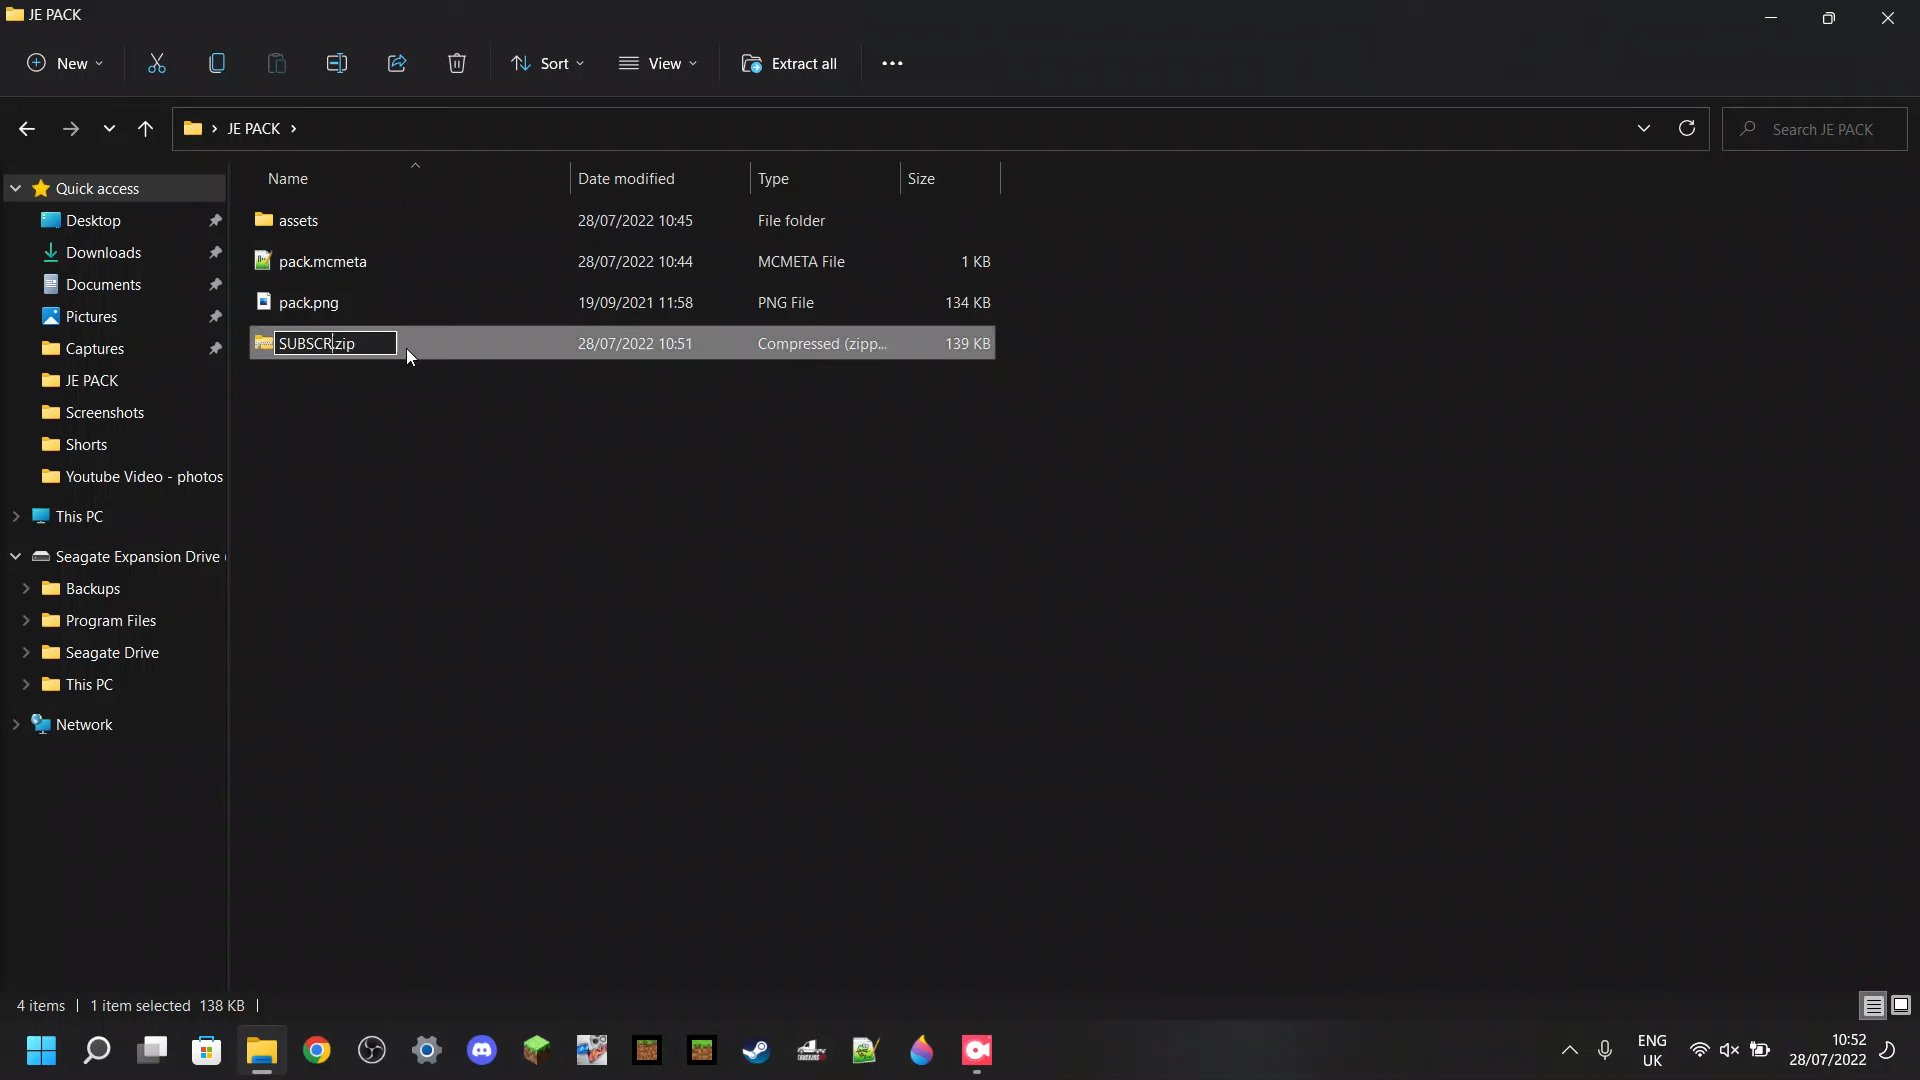 JE PACK
New
Sort
View
Extract all
JE PACK
Search JE PACK
Name
Date modified
Type
Size
Quick access
Desktop
Downloads
Documents
Pictures
Captures
JE PACK
Screenshots
Shorts
Youtube Video - photos
This PC
Seagate Expansion Drive (
Backups
Program Files
Seagate Drive
This PC
Network
assets 28/07/2022 10:45 File folder
pack.mcmeta 28/07/2022 10:44 MCMETA File 1 KB
pack.png 19/09/2021 11:58 PNG File 134 KB
SUBSCR.zip 28/07/2022 10:51 Compressed (zipp... 139 KB
4 items 1 item selected 138 KB
ENG
UK
10:52
28/07/2022